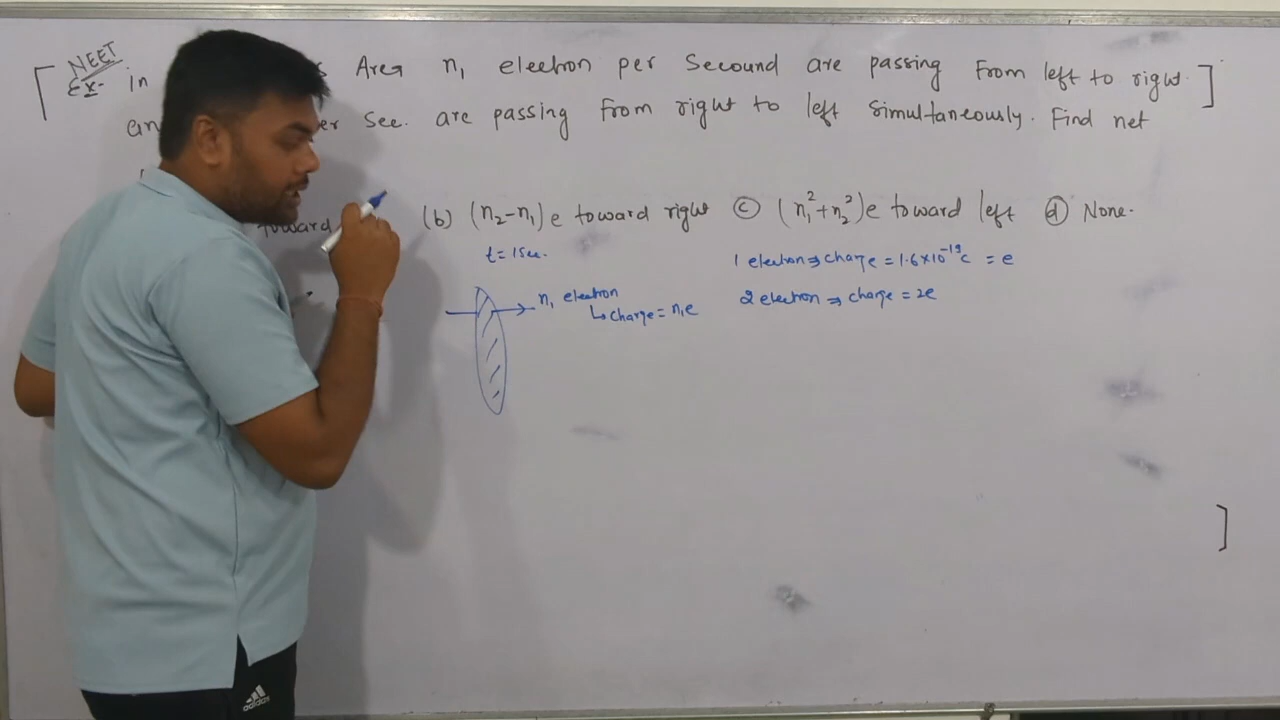 NEET
Ex- in Area n₁ electron per Secound are passing From left to right.
er Sec. are passing From right to left Simultaneously. Find net
toward (b) (n₂-n₁)e toward right (c) (n₁²+n₂²)e toward left (d) None.
t=1sec.
1 electron⇒charge = 1.6×10⁻¹⁹c = e
n₁ electron
↳charge = n₁e
2 electron ⇒ charge = 2e
adidas